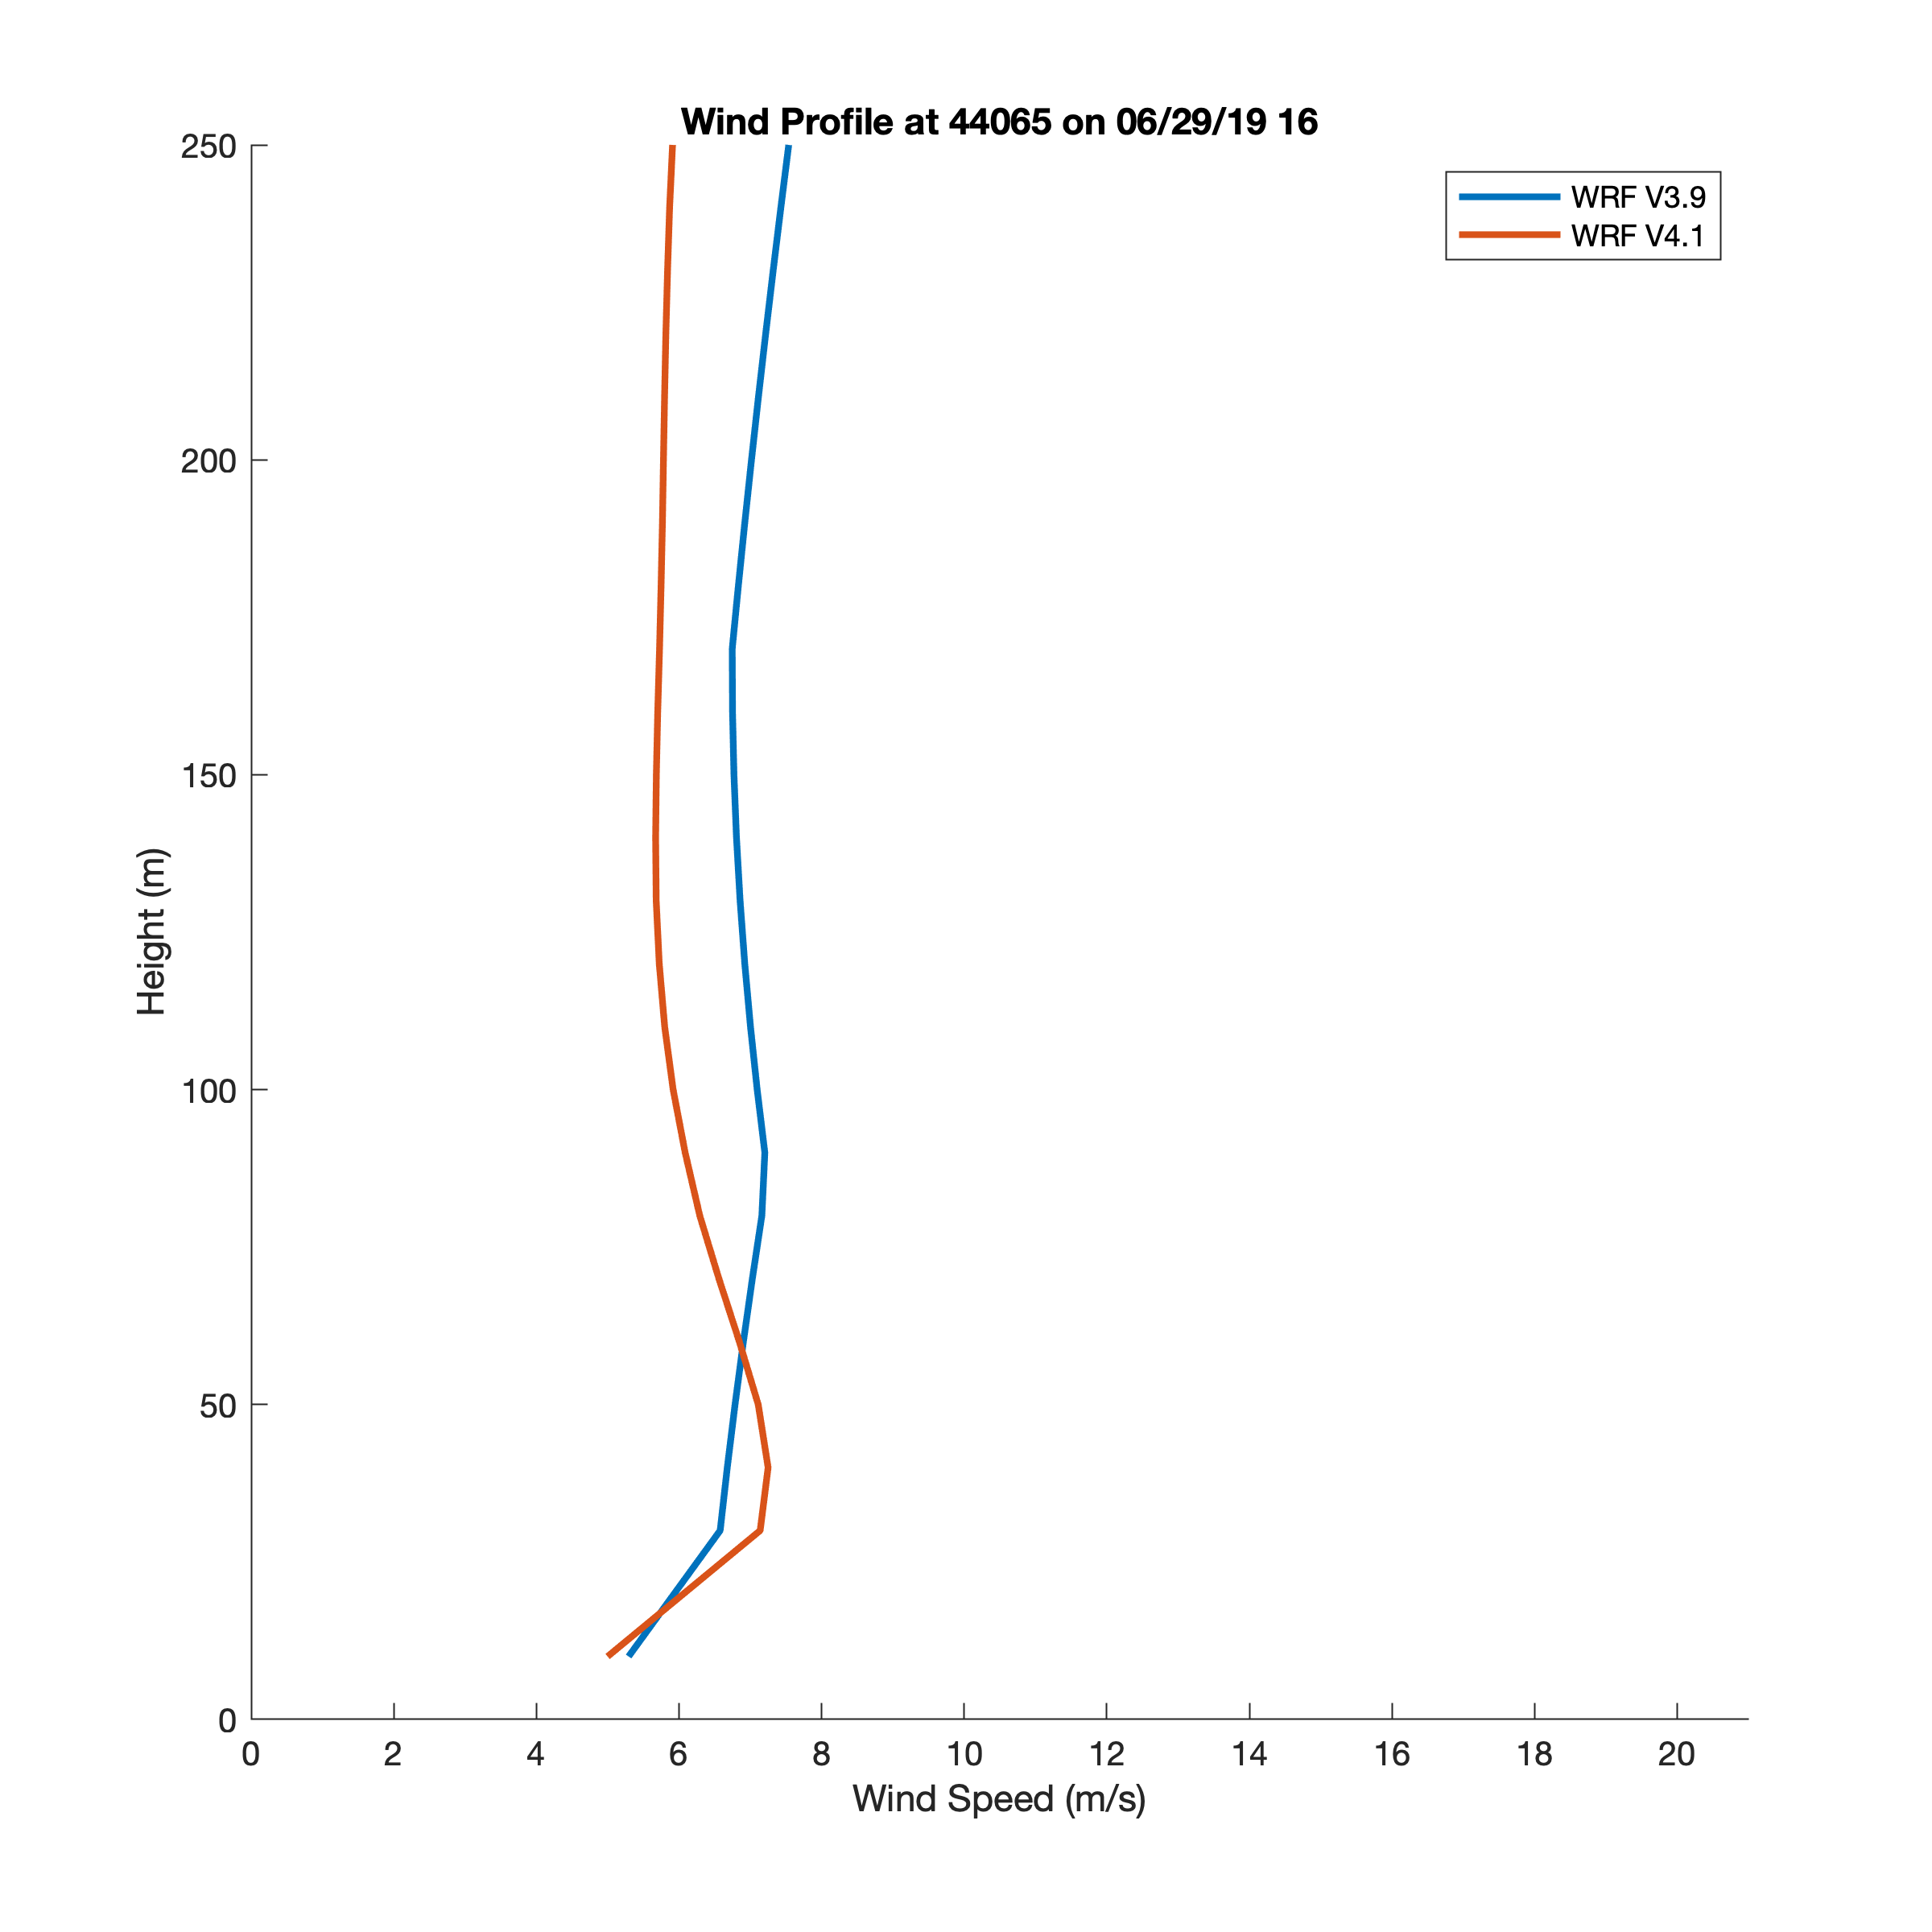 Wind Profile at 44065 on 06/29/19 16
WRF V3.9
WRF V4.1
250
200
150
100
50
0
Height (m)
0 2 4 6 8 10 12 14 16 18 20
Wind Speed (m/s)